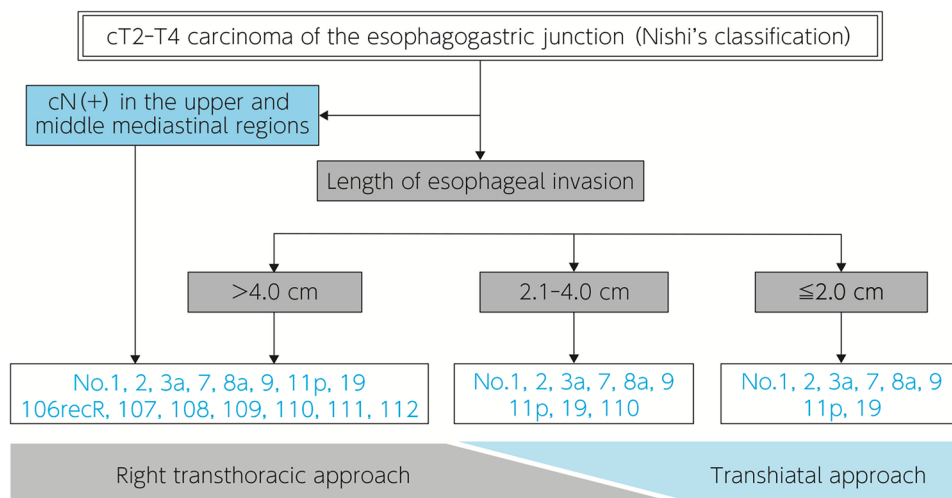 cT2-T4 carcinoma of the esophagogastric junction (Nishi's classification)
cN(+) in the upper and
middle mediastinal regions
Length of esophageal invasion
>4.0 cm
2.1-4.0 cm
≦2.0 cm
No.1, 2, 3a, 7, 8a, 9, 11p, 19
106recR, 107, 108, 109, 110, 111, 112
No.1, 2, 3a, 7, 8a, 9
11p, 19, 110
No.1, 2, 3a, 7, 8a, 9
11p, 19
Right transthoracic approach
Transhiatal approach